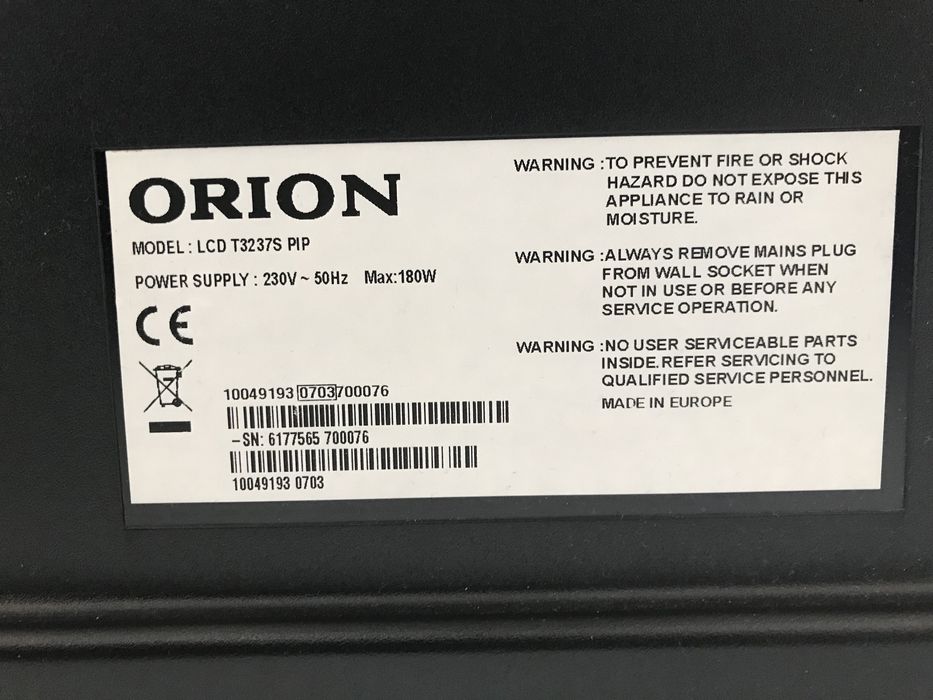 ORION
MODEL : LCD T3237S PIP
POWER SUPPLY : 230V ~ 50Hz Max:180W
CE
10049193 0703 700076
-SN: 6177565 700076
10049193 0703
WARNING :TO PREVENT FIRE OR SHOCK
HAZARD DO NOT EXPOSE THIS
APPLIANCE TO RAIN OR
MOISTURE.
WARNING :ALWAYS REMOVE MAINS PLUG
FROM WALL SOCKET WHEN
NOT IN USE OR BEFORE ANY
SERVICE OPERATION.
WARNING :NO USER SERVICEABLE PARTS
INSIDE.REFER SERVICING TO
QUALIFIED SERVICE PERSONNEL.
MADE IN EUROPE